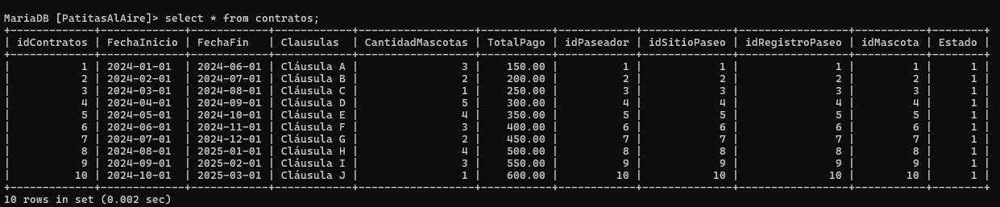 MariaDB [PatitasAlAire]> select * from contratos;
+-------------+-------------+------------+------------+------------------+-----------+------------+--------------+------------------+-----------+--------+
| idContratos | FechaInicio | FechaFin   | Clausulas  | CantidadMascotas | TotalPago | idPaseador | idSitioPaseo | idRegistroPaseo | idMascota | Estado |
+-------------+-------------+------------+------------+------------------+-----------+------------+--------------+------------------+-----------+--------+
|           1 | 2024-01-01  | 2024-06-01 | Cláusula A |                3 |    150.00 |          1 |            1 |               1 |         1 |      1 |
|           2 | 2024-02-01  | 2024-07-01 | Cláusula B |                2 |    200.00 |          2 |            2 |               2 |         2 |      1 |
|           3 | 2024-03-01  | 2024-08-01 | Cláusula C |                1 |    250.00 |          3 |            3 |               3 |         3 |      1 |
|           4 | 2024-04-01  | 2024-09-01 | Cláusula D |                5 |    300.00 |          4 |            4 |               4 |         4 |      1 |
|           5 | 2024-05-01  | 2024-10-01 | Cláusula E |                4 |    350.00 |          5 |            5 |               5 |         5 |      1 |
|           6 | 2024-06-01  | 2024-11-01 | Cláusula F |                3 |    400.00 |          6 |            6 |               6 |         6 |      1 |
|           7 | 2024-07-01  | 2024-12-01 | Cláusula G |                2 |    450.00 |          7 |            7 |               7 |         7 |      1 |
|           8 | 2024-08-01  | 2025-01-01 | Cláusula H |                4 |    500.00 |          8 |            8 |               8 |         8 |      1 |
|           9 | 2024-09-01  | 2025-02-01 | Cláusula I |                3 |    550.00 |          9 |            9 |               9 |         9 |      1 |
|          10 | 2024-10-01  | 2025-03-01 | Cláusula J |                1 |    600.00 |         10 |           10 |              10 |        10 |      1 |
+-------------+-------------+------------+------------+------------------+-----------+------------+--------------+------------------+-----------+--------+
10 rows in set (0.002 sec)